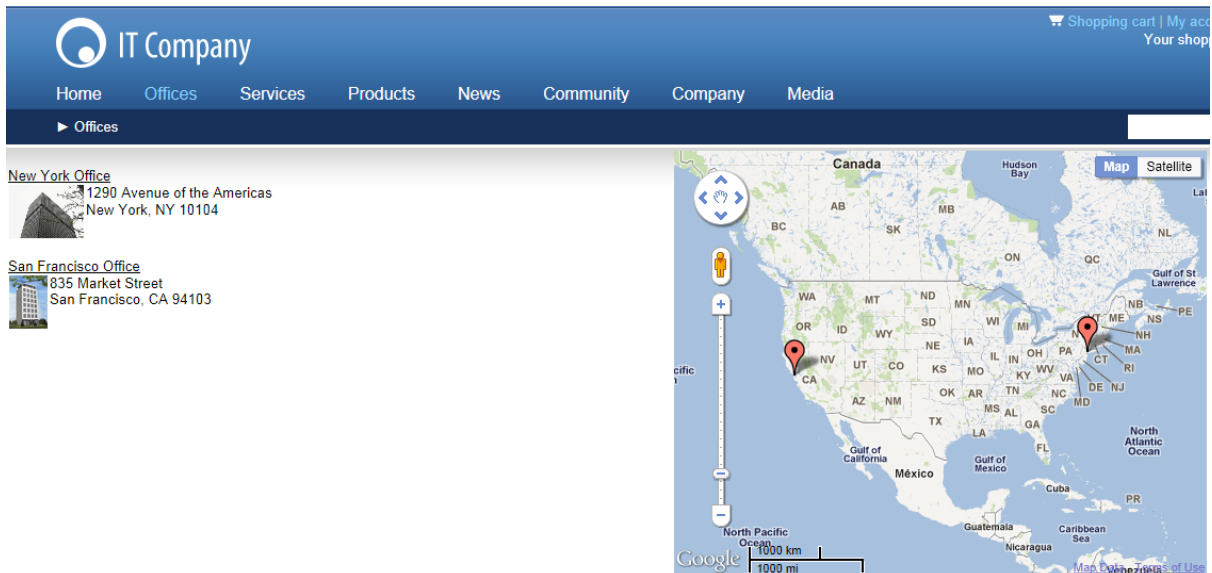 Shopping cart | My acc
Your shopp
IT Company
Home Offices Services Products News Community Company Media
► Offices
New York Office
1290 Avenue of the Americas
New York, NY 10104
San Francisco Office
835 Market Street
San Francisco, CA 94103
Map Satellite
Canada
Hudson
Bay
AB
MB
BC
SK
NL
ON
QC
Gulf of St
Lawrence
WA
MT
ND
MN
NB
PE
OR
ID
WY
SD
WI
MI
VT
ME
NS
NH
NE
IA
IL
IN
OH
PA
CT
MA
RI
NV
UT
CO
KS
MO
KY
WV
VA
DE
NJ
CA
AZ
NM
OK
AR
TN
NC
MD
TX
MS
AL
SC
LA
GA
FL
cific
North
Atlantic
Ocean
Gulf of
California
Gulf of
Mexico
México
Cuba
PR
Guatemala
Caribbean
Sea
Nicaragua
North Pacific
Ocean
Google
1000 km
1000 mi
Map Data - Terms of Use
Venezuela